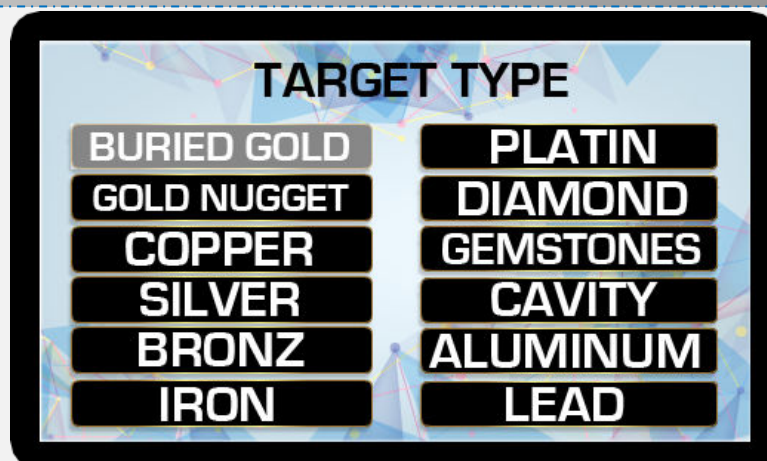 TARGET TYPE
BURIED GOLD
GOLD NUGGET
COPPER
SILVER
BRONZ
IRON
PLATIN
DIAMOND
GEMSTONES
CAVITY
ALUMINUM
LEAD